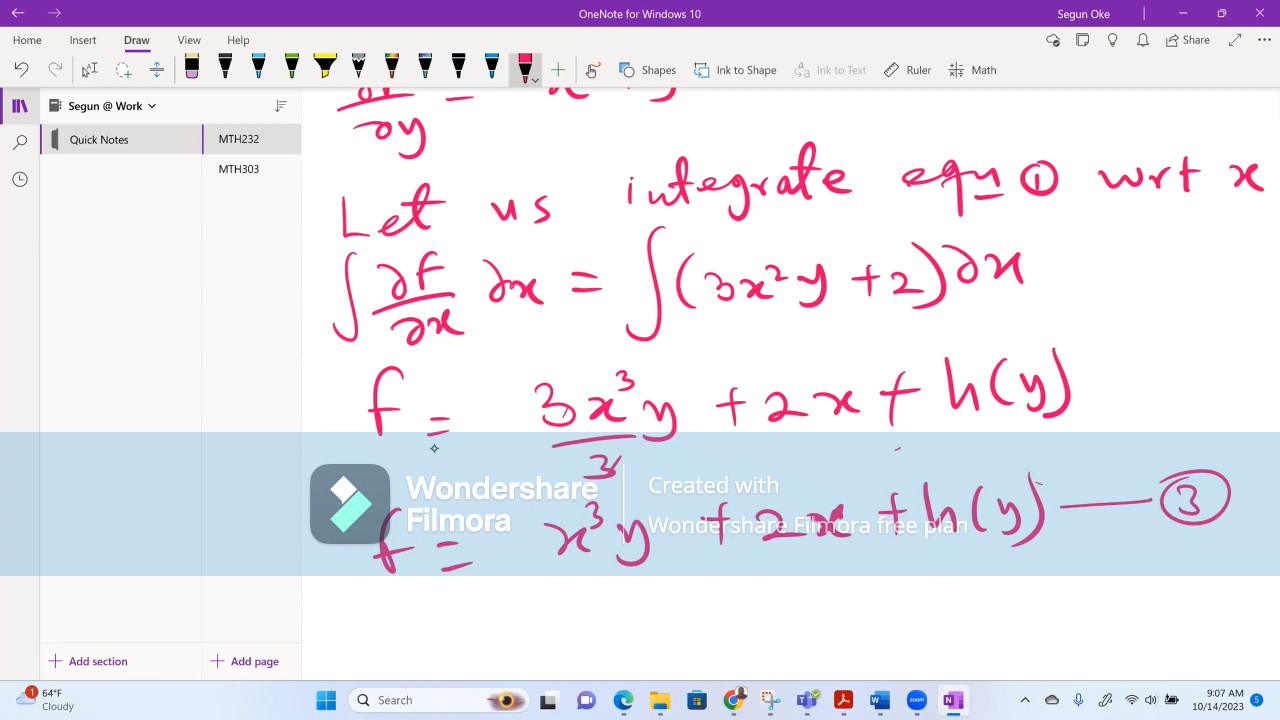 OneNote for Windows 10
Segun Oke
Home Insert Draw View Help
Share
Shapes Ink to Shape Ink to Text Ruler Math
Segun @ Work
Quick Notes
MTH232
MTH303
∂y
Let us integrate eqn ① wrt x
∫ ∂f/∂x ∂x = ∫(3x²y + 2)∂x
f = 3x³y/3 + 2x + h(y)
f = x³y + 2x + h(y) — ③
Wondershare Filmora
Created with
Wondershare Filmora free plan
Add section
Add page
1
64°F
Cloudy
Search
9:07 AM
10/14/2023
5